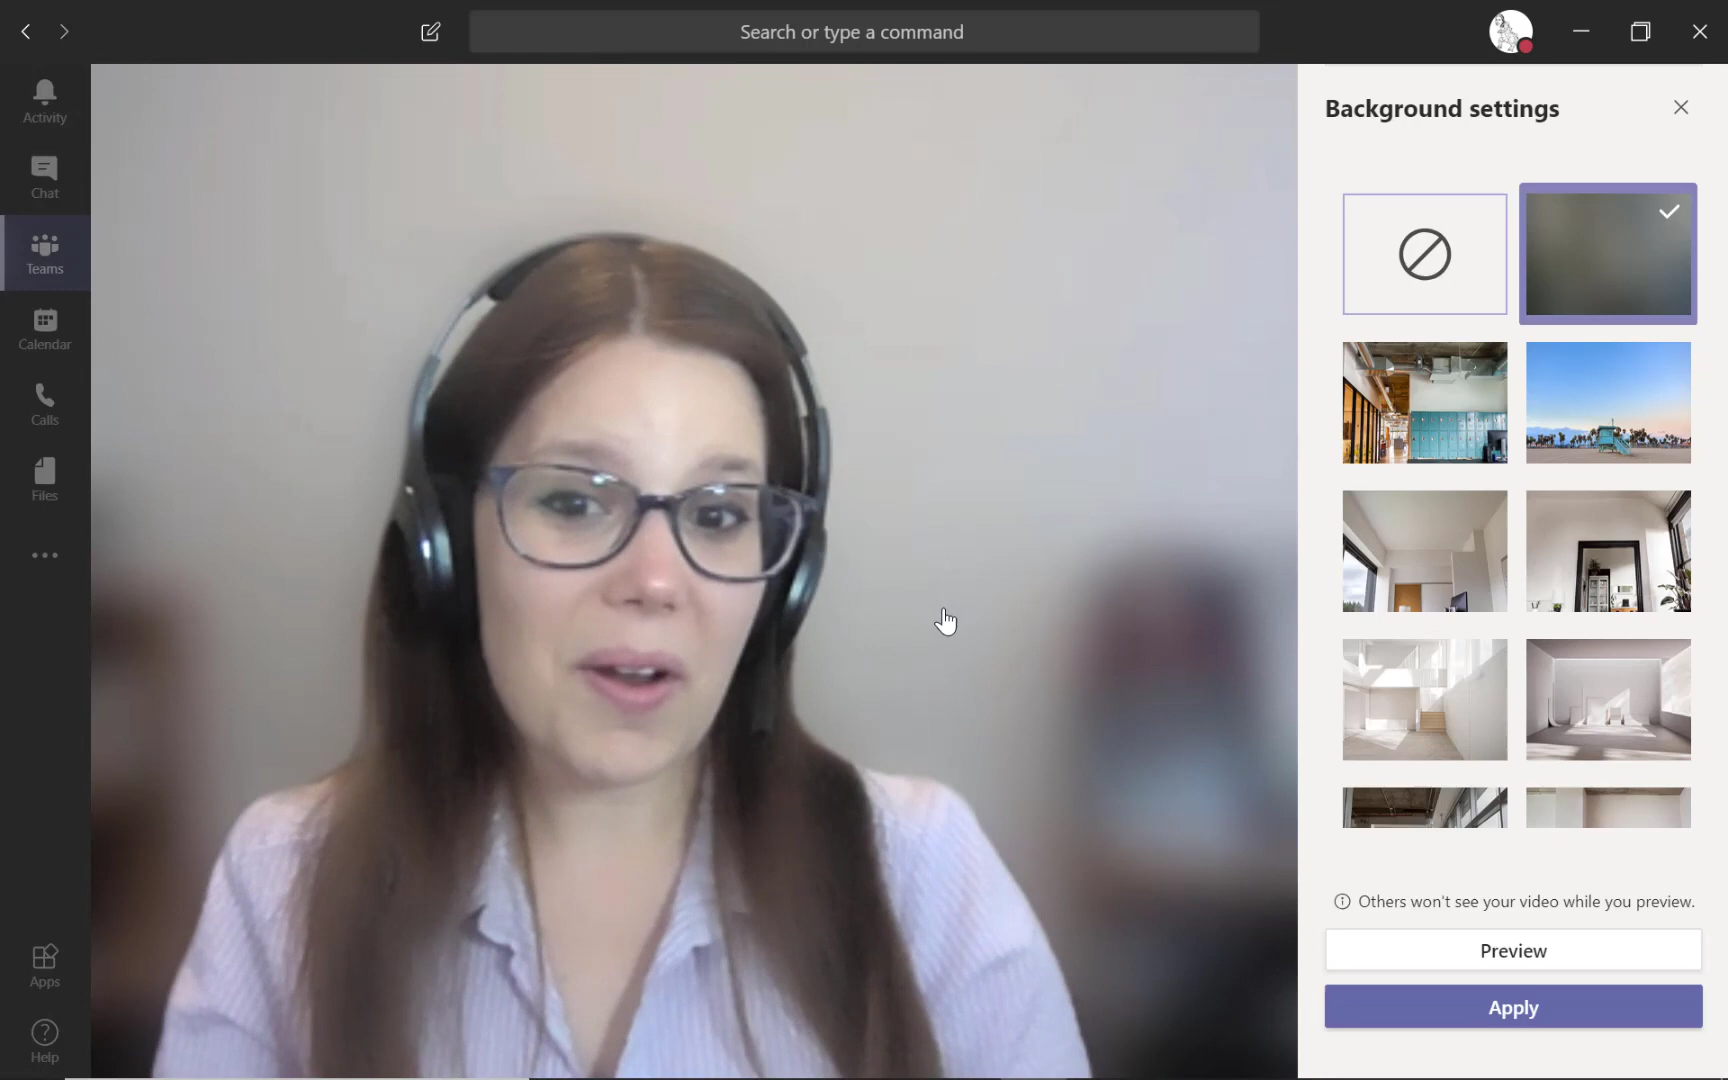 Search or type a command
Activity
Chat
Teams
Calendar
Calls
Files
Apps
Help
Background settings
Others won't see your video while you preview.
Preview
Apply